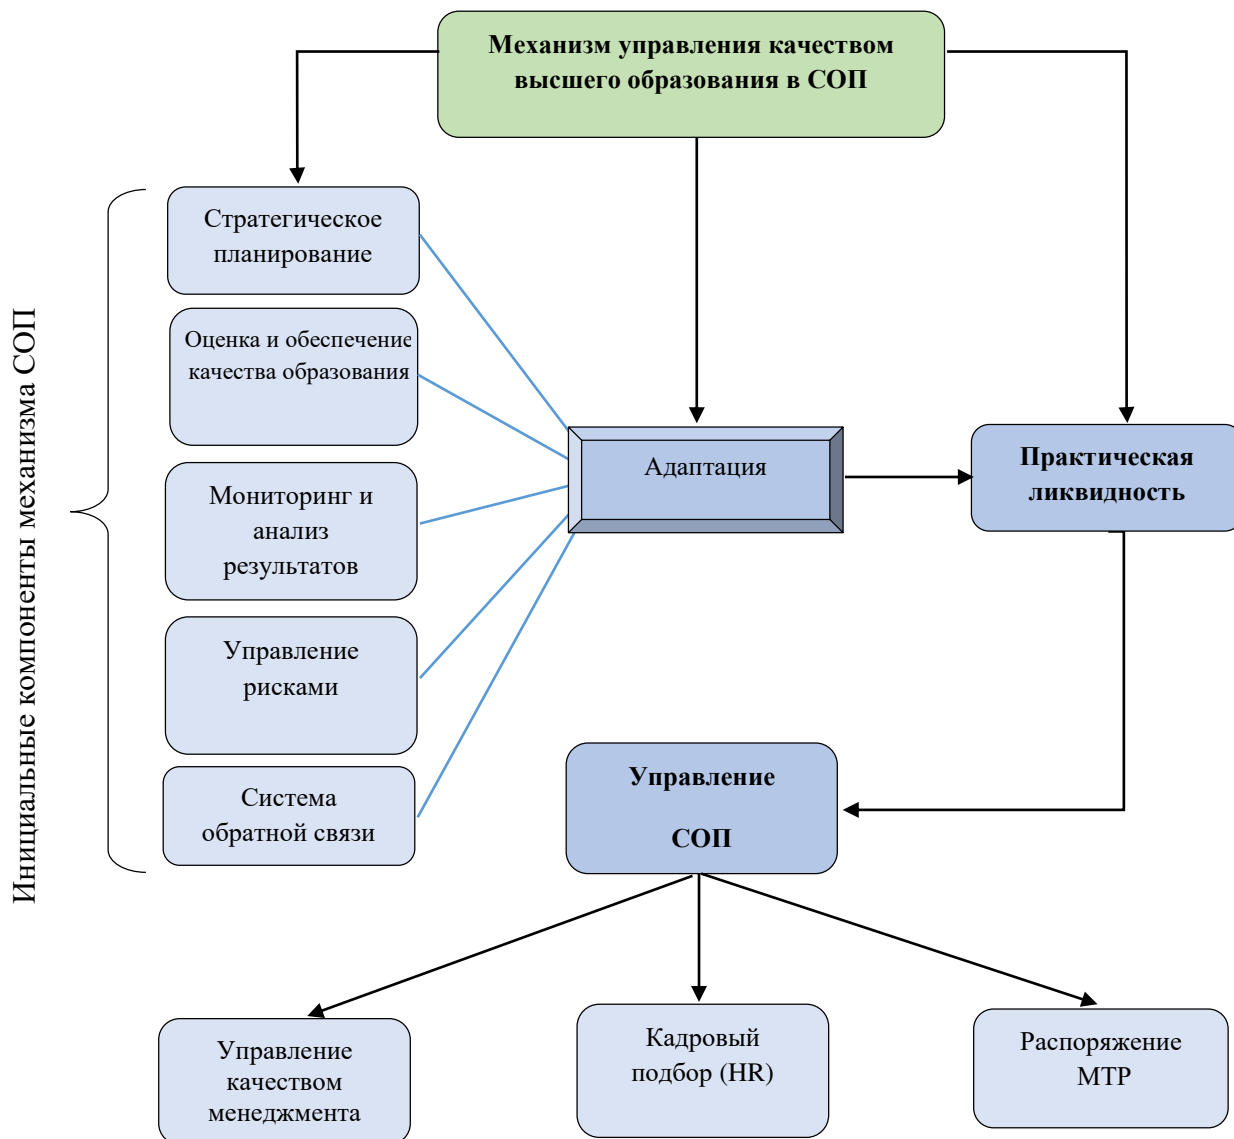 Механизм управления качеством
высшего образования в СОП
Инициальные компоненты механизма СОП
Стратегическое
планирование
Оценка и обеспечение
качества образования
Мониторинг и
анализ
результатов
Управление
рисками
Система
обратной связи
Адаптация
Практическая
ликвидность
Управление
СОП
Управление
качеством
менеджмента
Кадровый
подбор (HR)
Распоряжение
МТР